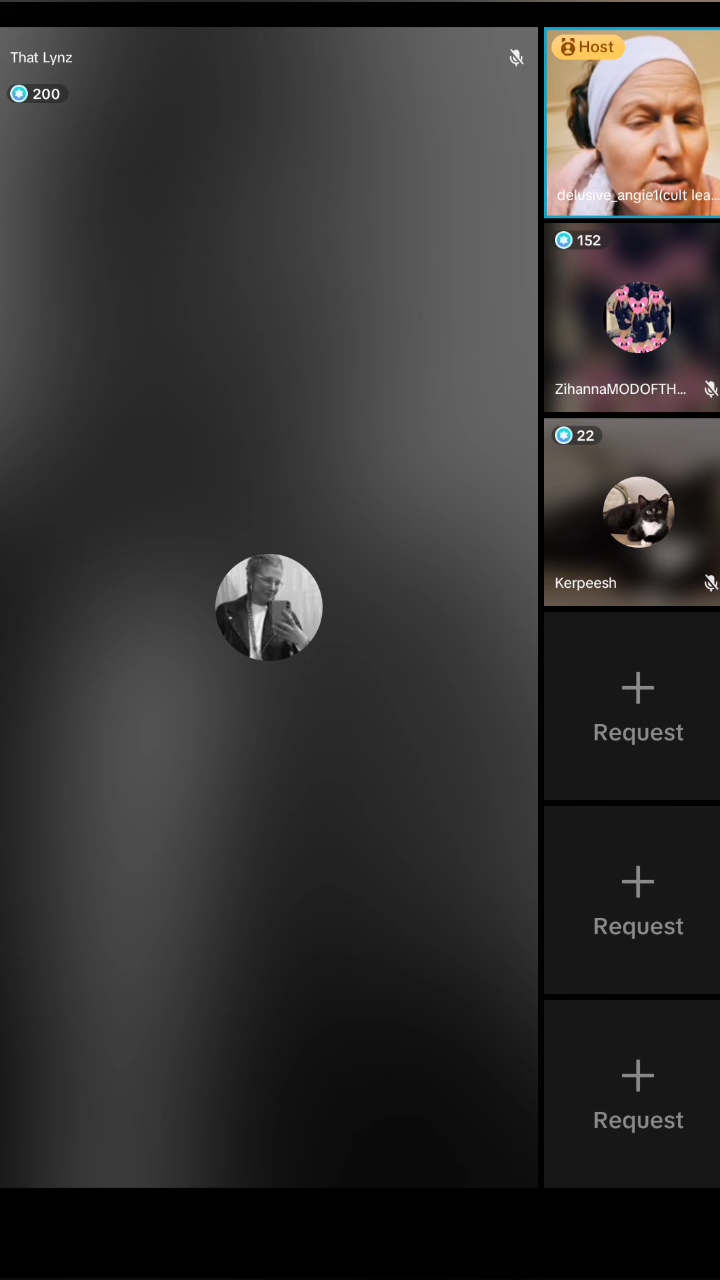 That Lynz
200
Host
delusive_angie1(cult lea...
152
ZihannaMODOFTH...
22
Kerpeesh
Request
Request
Request